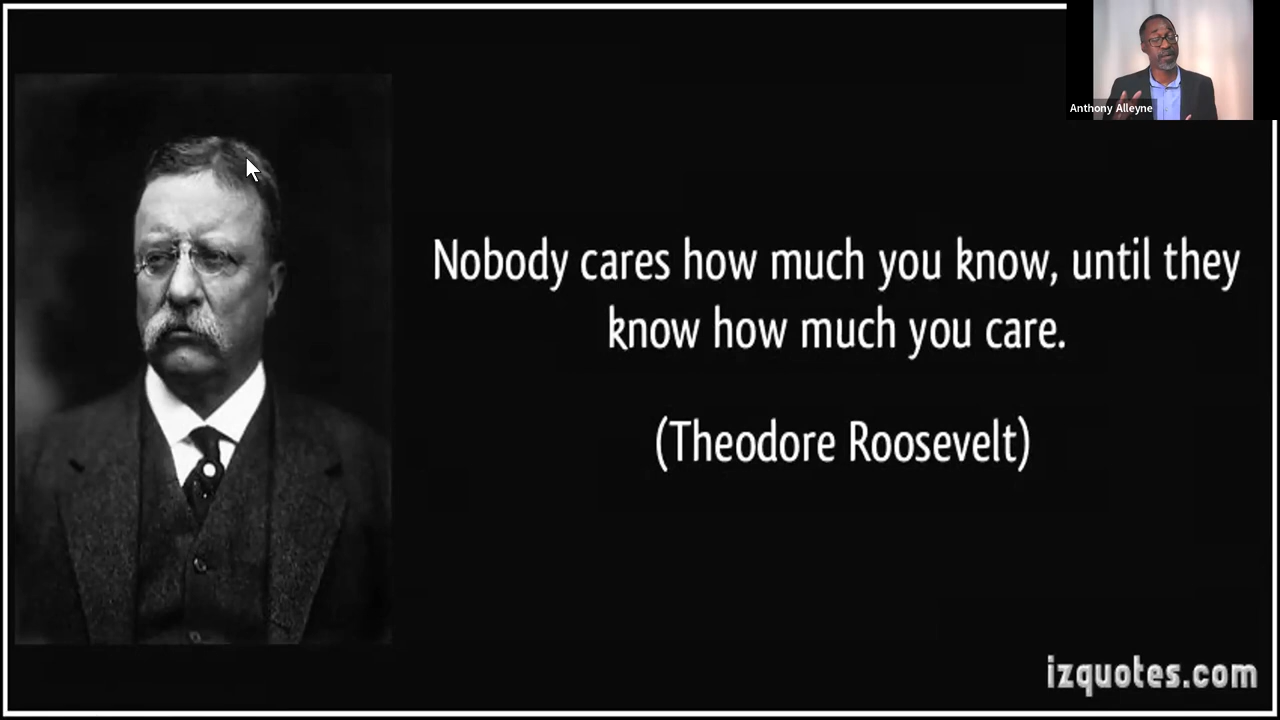 Anthony Alleyne
Nobody cares how much you know, until they
know how much you care.
(Theodore Roosevelt)
izquotes.com